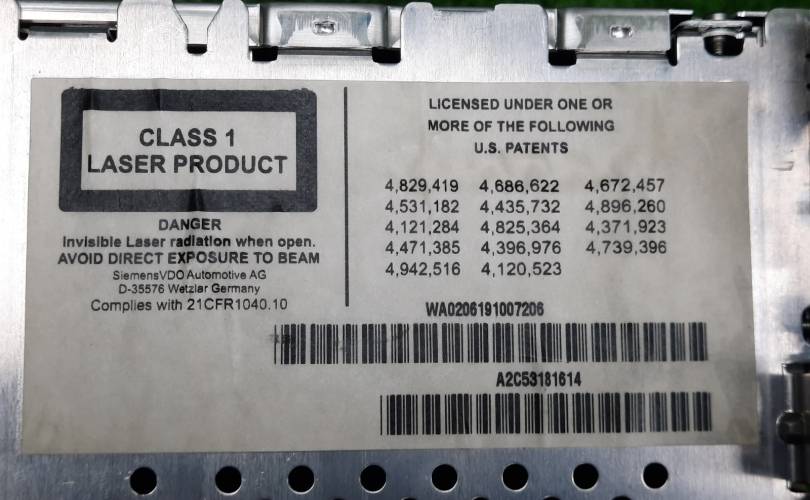 CLASS 1
LASER PRODUCT
DANGER
Invisible Laser radiation when open.
AVOID DIRECT EXPOSURE TO BEAM
SiemensVDO Automotive AG
D-35576 Wetzlar Germany
Complies with 21CFR1040.10
LICENSED UNDER ONE OR
MORE OF THE FOLLOWING
U.S. PATENTS
4,829,419 4,686,622 4,672,457
4,531,182 4,435,732 4,896,260
4,121,284 4,825,364 4,371,923
4,471,385 4,396,976 4,739,396
4,942,516 4,120,523
WA0206191007206
A2C53181614